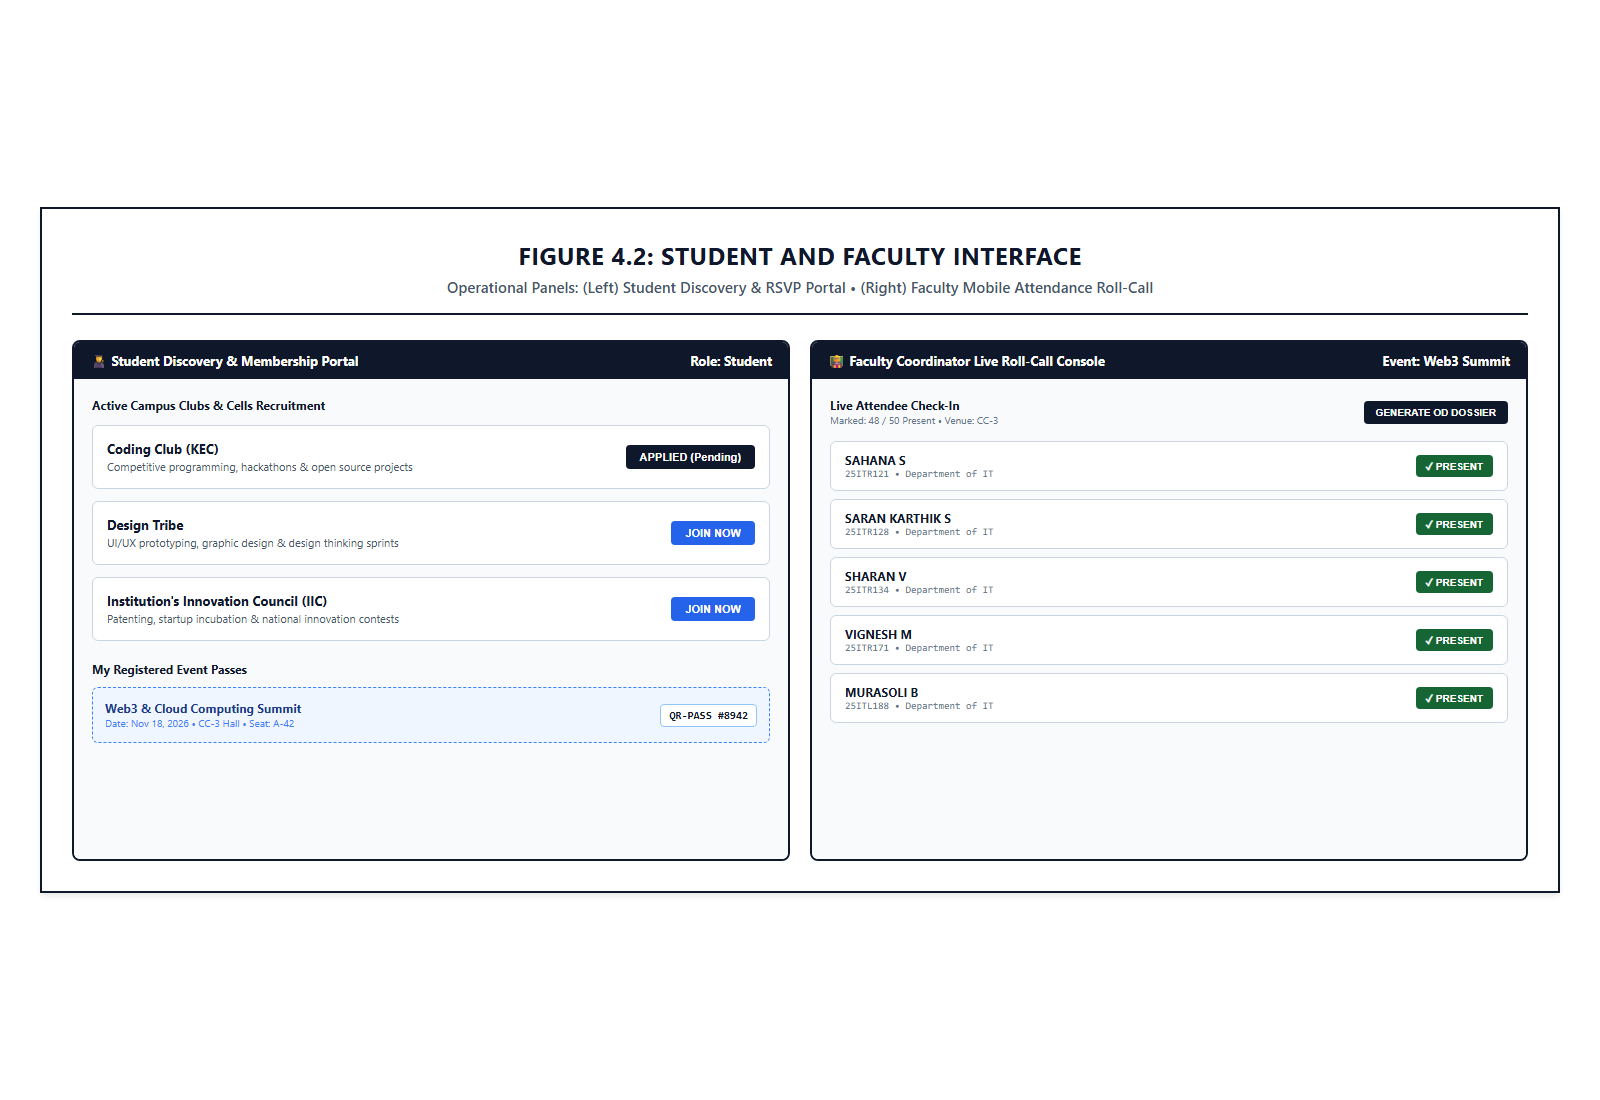 FIGURE 4.2: STUDENT AND FACULTY INTERFACE
Operational Panels: (Left) Student Discovery & RSVP Portal • (Right) Faculty Mobile Attendance Roll-Call
Student Discovery & Membership Portal
Role: Student
Active Campus Clubs & Cells Recruitment
Coding Club (KEC)
Competitive programming, hackathons & open source projects
APPLIED (Pending)
Design Tribe
UI/UX prototyping, graphic design & design thinking sprints
JOIN NOW
Institution's Innovation Council (IIC)
Patenting, startup incubation & national innovation contests
JOIN NOW
My Registered Event Passes
Web3 & Cloud Computing Summit
Date: Nov 18, 2026 • CC-3 Hall • Seat: A-42
QR-PASS #8942
Faculty Coordinator Live Roll-Call Console
Event: Web3 Summit
Live Attendee Check-In
Marked: 48 / 50 Present • Venue: CC-3
GENERATE OD DOSSIER
SAHANA S
25ITR121 • Department of IT
✓ PRESENT
SARAN KARTHIK S
25ITR128 • Department of IT
✓ PRESENT
SHARAN V
25ITR134 • Department of IT
✓ PRESENT
VIGNESH M
25ITR171 • Department of IT
✓ PRESENT
MURASOLI B
25ITL188 • Department of IT
✓ PRESENT